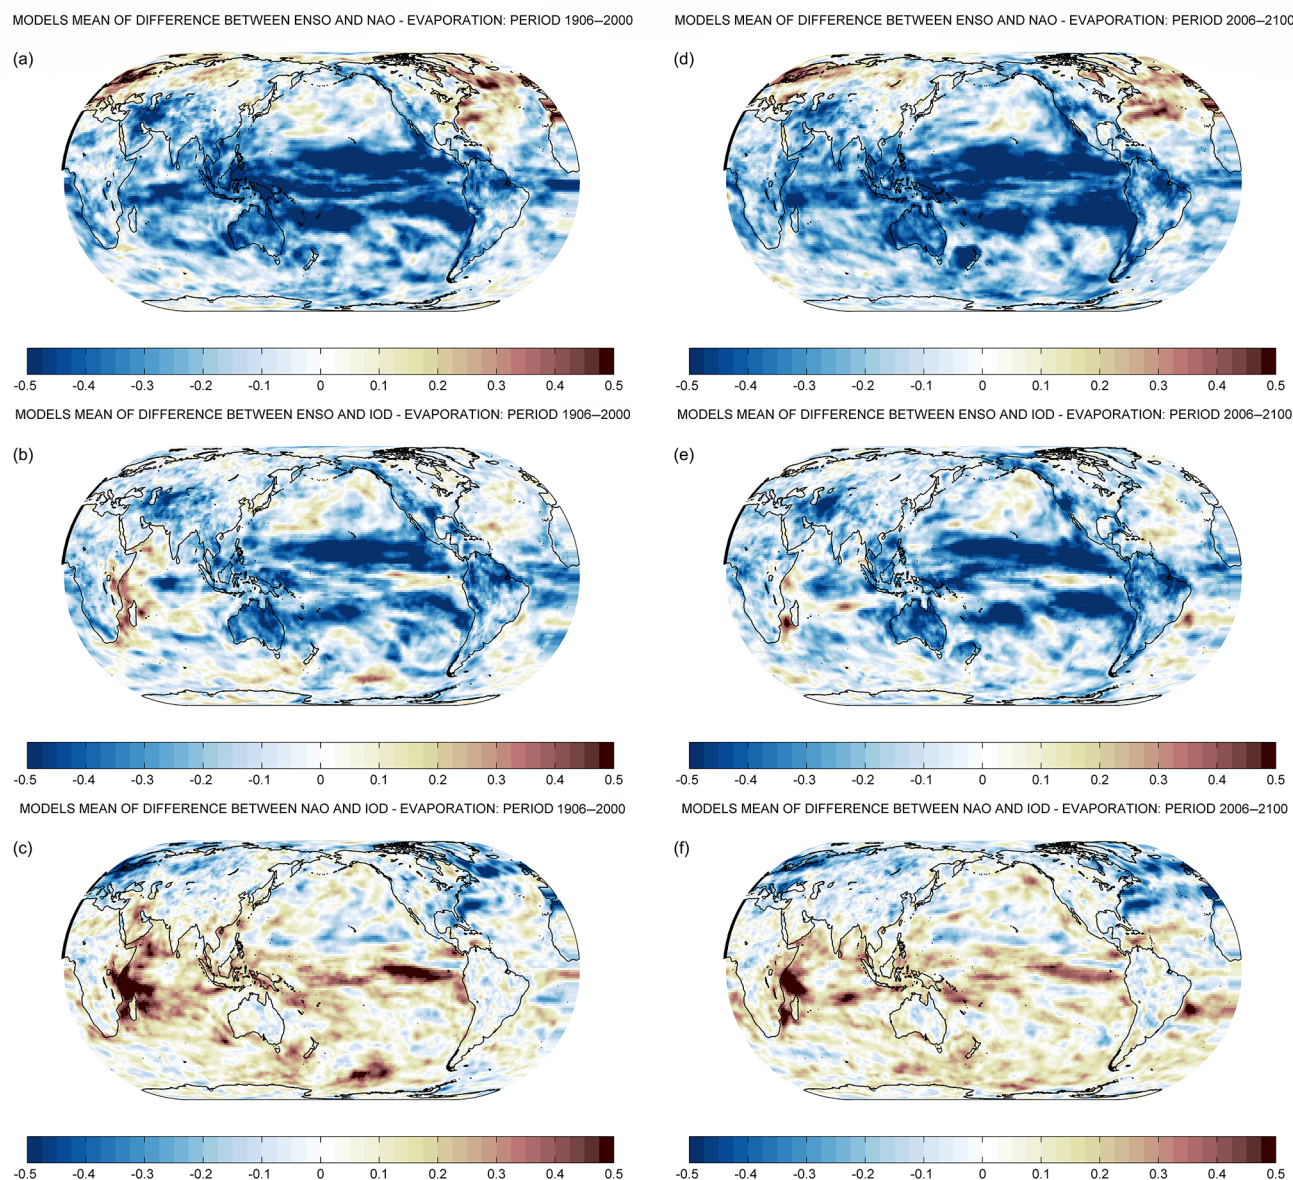 MODELS MEAN OF DIFFERENCE BETWEEN ENSO AND NAO - EVAPORATION: PERIOD 1906–2000
(a)
-0.5 -0.4 -0.3 -0.2 -0.1 0 0.1 0.2 0.3 0.4 0.5
MODELS MEAN OF DIFFERENCE BETWEEN ENSO AND NAO - EVAPORATION: PERIOD 2006–2100
(d)
-0.5 -0.4 -0.3 -0.2 -0.1 0 0.1 0.2 0.3 0.4 0.5
MODELS MEAN OF DIFFERENCE BETWEEN ENSO AND IOD - EVAPORATION: PERIOD 1906–2000
(b)
-0.5 -0.4 -0.3 -0.2 -0.1 0 0.1 0.2 0.3 0.4 0.5
MODELS MEAN OF DIFFERENCE BETWEEN ENSO AND IOD - EVAPORATION: PERIOD 2006–2100
(e)
-0.5 -0.4 -0.3 -0.2 -0.1 0 0.1 0.2 0.3 0.4 0.5
MODELS MEAN OF DIFFERENCE BETWEEN NAO AND IOD - EVAPORATION: PERIOD 1906–2000
(c)
-0.5 -0.4 -0.3 -0.2 -0.1 0 0.1 0.2 0.3 0.4 0.5
MODELS MEAN OF DIFFERENCE BETWEEN NAO AND IOD - EVAPORATION: PERIOD 2006–2100
(f)
-0.5 -0.4 -0.3 -0.2 -0.1 0 0.1 0.2 0.3 0.4 0.5